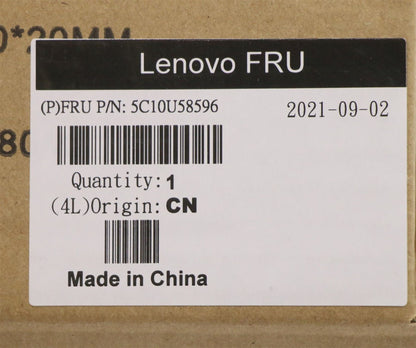 Lenovo FRU
(P)FRU P/N: 5C10U58596
2021-09-02
Quantity:1
(4L)Origin:CN
Made in China